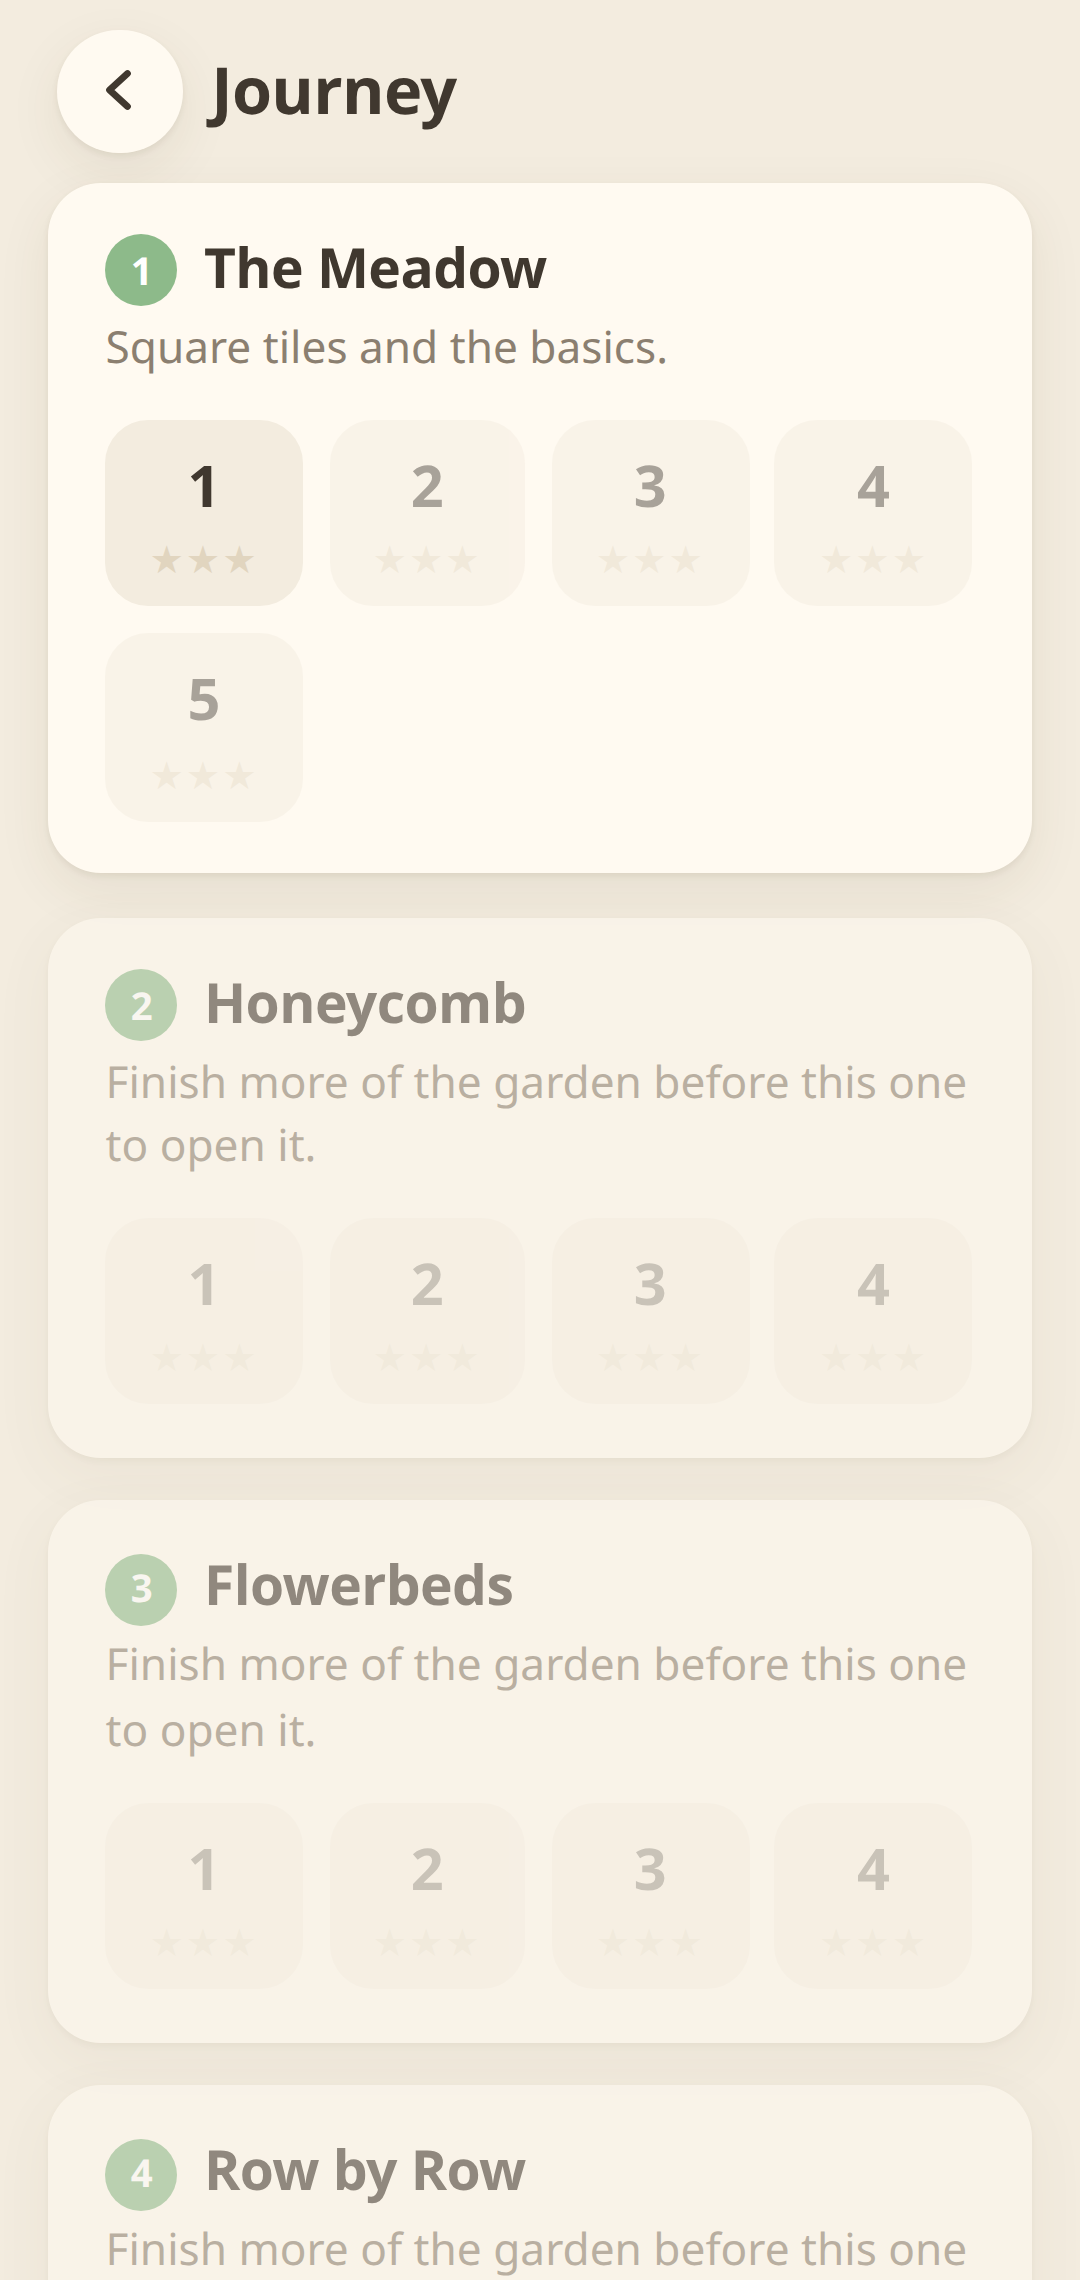 Journey
1 The Meadow
Square tiles and the basics.
1 2 3 4
★★★ ★★★ ★★★ ★★★
5
★★★
2 Honeycomb
Finish more of the garden before this one
to open it.
1 2 3 4
★★★ ★★★ ★★★ ★★★
3 Flowerbeds
Finish more of the garden before this one
to open it.
1 2 3 4
★★★ ★★★ ★★★ ★★★
4 Row by Row
Finish more of the garden before this one